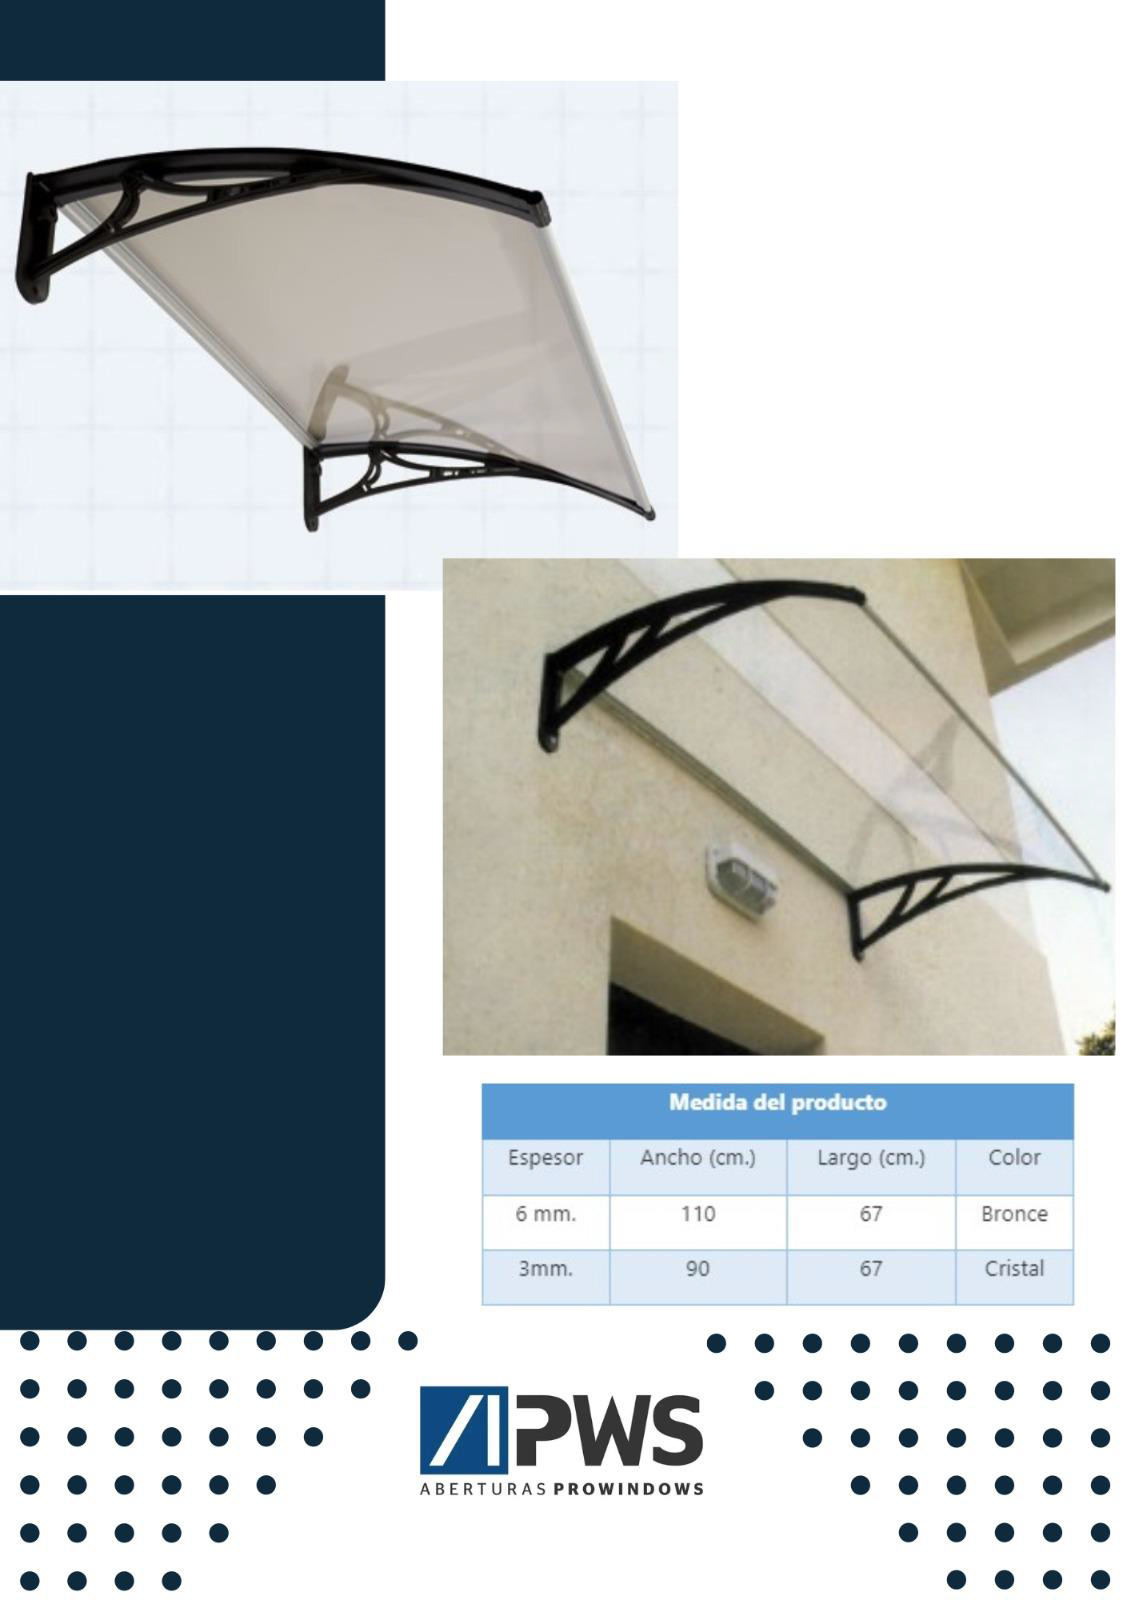 Medida del producto
Espesor Ancho (cm.) Largo (cm.) Color
6 mm. 110 67 Bronce
3mm. 90 67 Cristal
PWS
ABERTURAS PROWINDOWS